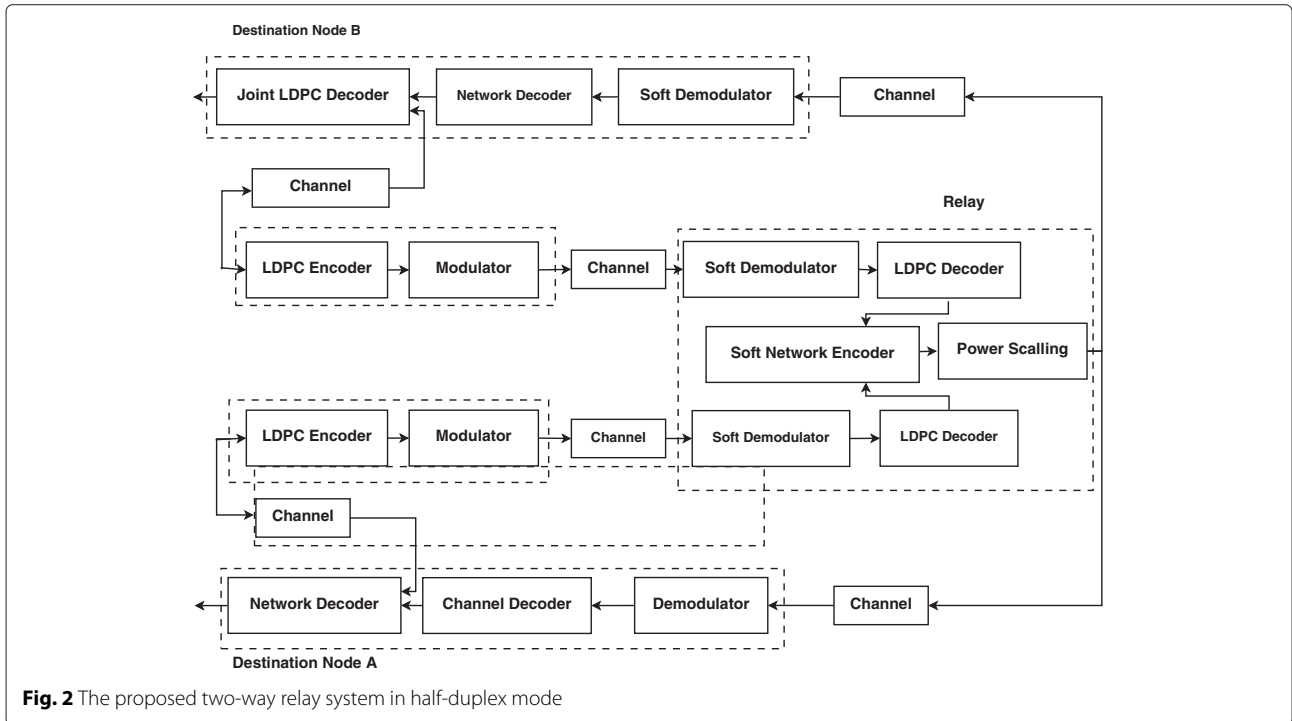 Destination Node B
Joint LDPC Decoder
Network Decoder
Soft Demodulator
Channel
Channel
Relay
LDPC Encoder
Modulator
Channel
Soft Demodulator
LDPC Decoder
Soft Network Encoder
Power Scalling
LDPC Encoder
Modulator
Channel
Soft Demodulator
LDPC Decoder
Channel
Network Decoder
Channel Decoder
Demodulator
Channel
Destination Node A
Fig. 2 The proposed two-way relay system in half-duplex mode